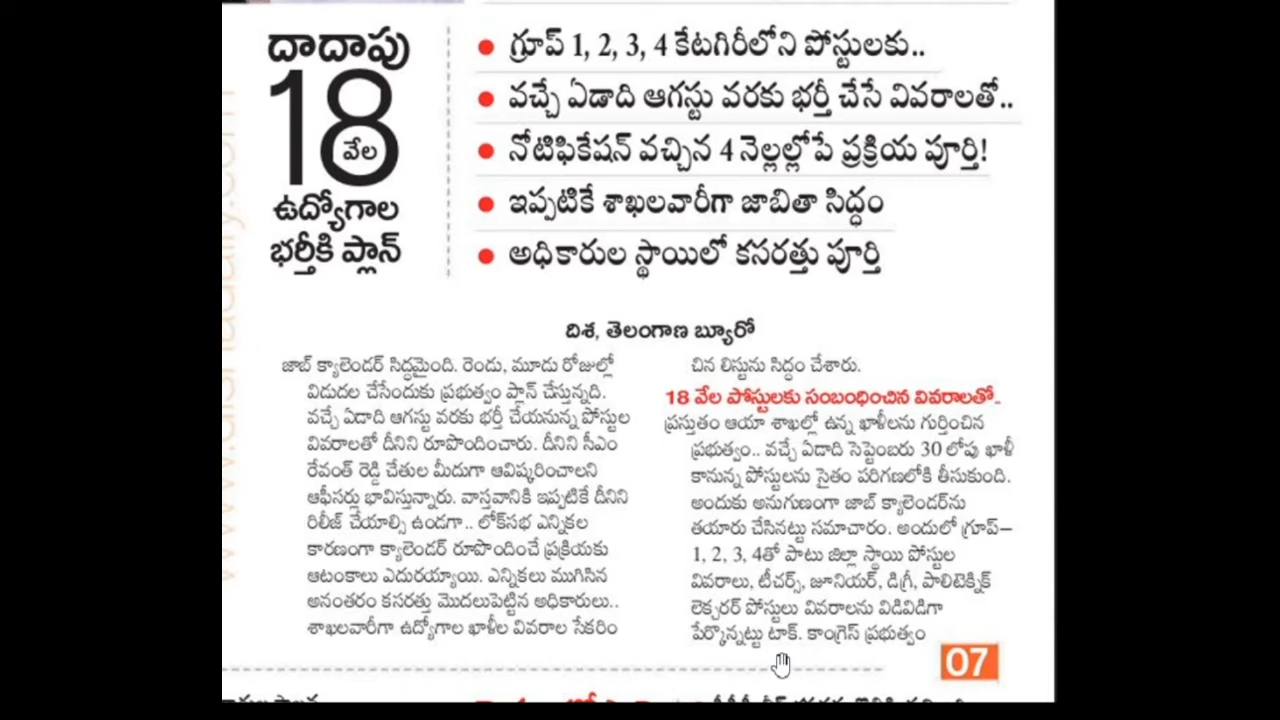 దాదాపు
18
వేల
ఉద్యోగాల
భర్తీకి ప్లాన్
• గ్రూప్ 1, 2, 3, 4 కేటగిరీలోని పోస్టులకు..
• వచ్చే ఏడాది ఆగస్టు వరకు భర్తీ చేసే వివరాలతో..
• నోటిఫికేషన్ వచ్చిన 4 నెల్లల్లోపే ప్రక్రియ పూర్తి!
• ఇప్పటికే శాఖలవారీగా జాబితా సిద్ధం
• అధికారుల స్థాయిలో కసరత్తు పూర్తి
దిశ, తెలంగాణ బ్యూరో
జాబ్ క్యాలెండర్ సిద్ధమైంది. రెండు, మూడు రోజుల్లో
విడుదల చేసేందుకు ప్రభుత్వం ప్లాన్ చేస్తున్నది.
వచ్చే ఏడాది ఆగస్టు వరకు భర్తీ చేయనున్న పోస్టుల
వివరాలతో దీనిని రూపొందించారు. దీనిని సీఎం
రేవంత్ రెడ్డి చేతుల మీదుగా ఆవిష్కరించాలని
ఆఫీసర్లు భావిస్తున్నారు. వాస్తవానికి ఇప్పటికే దీనిని
రిలీజ్ చేయాల్సి ఉండగా.. లోక్‌సభ ఎన్నికల
కారణంగా క్యాలెండర్ రూపొందించే ప్రక్రియకు
ఆటంకాలు ఎదురయ్యాయి. ఎన్నికలు ముగిసిన
అనంతరం కసరత్తు మొదలుపెట్టిన అధికారులు..
శాఖలవారీగా ఉద్యోగాల ఖాళీల వివరాల సేకరిం
చిన లిస్టును సిద్ధం చేశారు.
18 వేల పోస్టులకు సంబంధించిన వివరాలతో..
ప్రస్తుతం ఆయా శాఖల్లో ఉన్న ఖాళీలను గుర్తించిన
ప్రభుత్వం.. వచ్చే ఏడాది సెప్టెంబరు 30 లోపు ఖాళీ
కానున్న పోస్టులను సైతం పరిగణలోకి తీసుకుంది.
అందుకు అనుగుణంగా జాబ్ క్యాలెండర్‌ను
తయారు చేసినట్టు సమాచారం. అందులో గ్రూప్–
1, 2, 3, 4తో పాటు జిల్లా స్థాయి పోస్టుల
వివరాలు, టీచర్స్, జూనియర్, డిగ్రీ, పాలిటెక్నిక్
లెక్చరర్ పోస్టులు వివరాలను విడివిడిగా
పేర్కొన్నట్టు టాక్. కాంగ్రెస్ ప్రభుత్వం
07